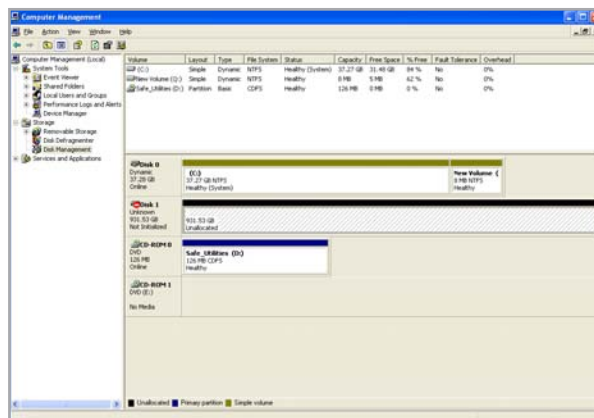 Computer Management
File Action View Window Help
Computer Management (Local)
System Tools
Event Viewer
Shared Folders
Local Users and Groups
Performance Logs and Alerts
Device Manager
Storage
Removable Storage
Disk Defragmenter
Disk Management
Services and Applications
Volume Layout Type File System Status Capacity Free Space % Free Fault Tolerance Overhead
(C:) Simple Dynamic NTFS Healthy (System) 37.27 GB 31.48 GB 84 % No 0%
New Volume (Q:) Simple Dynamic NTFS Healthy 8 MB 5 MB 62 % No 0%
Safe_Utilities (D:) Partition Basic CDFS Healthy 126 MB 0 MB 0 % No 0%
Disk 0
Dynamic
37.28 GB
Online
(C:)
37.27 GB NTFS
Healthy (System)
New Volume (
8 MB NTFS
Healthy
Disk 1
Unknown
931.53 GB
Not Initialized
931.53 GB
Unallocated
CD-ROM 0
DVD
126 MB
Online
Safe_Utilities (D:)
126 MB CDFS
Healthy
CD-ROM 1
DVD (E:)
No Media
Unallocated Primary partition Simple volume